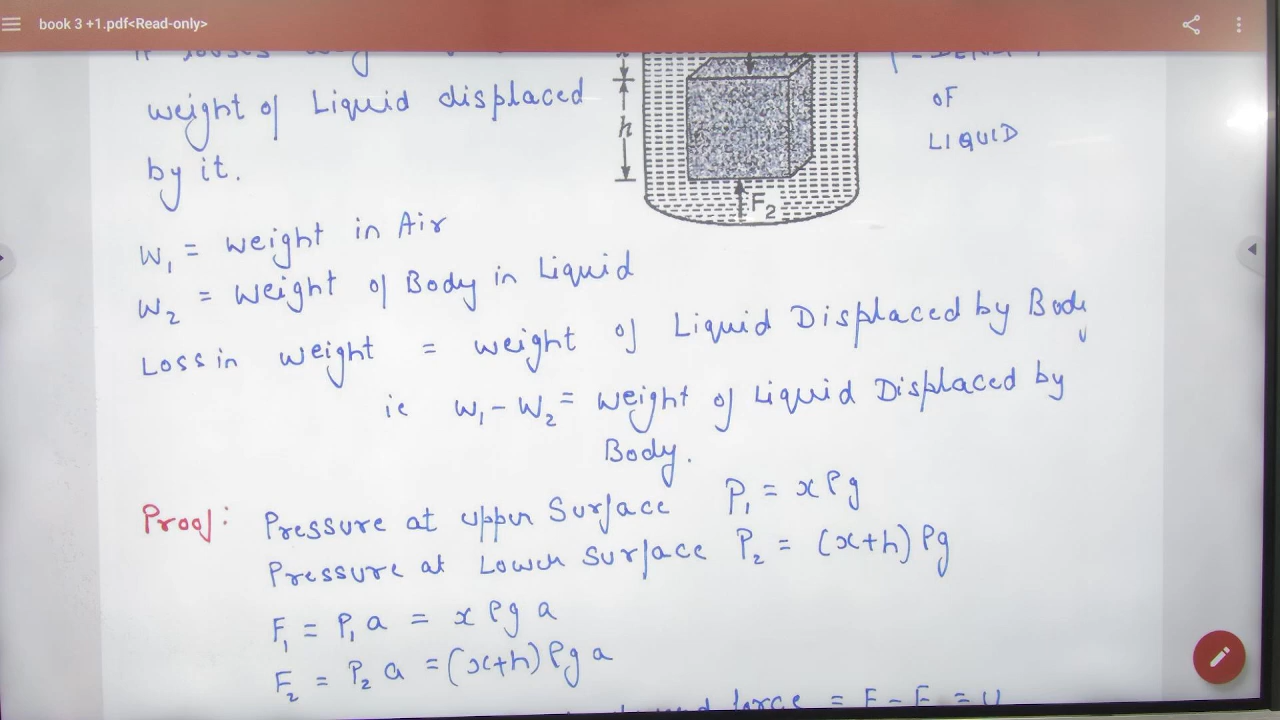 book 3 +1.pdf<Read-only>
weight of Liquid displaced
by it.
h
F₂
OF
LIQUID
W₁ = weight in Air
W₂ = weight of Body in Liquid
Loss in weight = weight of Liquid Displaced by Body
ie W₁ - W₂ = weight of Liquid Displaced by
Body.
Proof: Pressure at upper Surface P₁ = xρg
Pressure at Lower Surface P₂ = (x+h) ρg
F₁ = P₁ a = x ρg a
F₂ = P₂ a = (x+h) ρg a
force = F - F = U